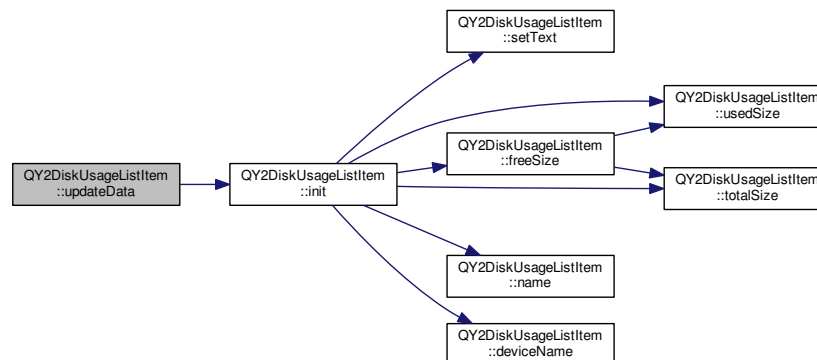 QY2DiskUsageListItem
::updateData
QY2DiskUsageListItem
::init
QY2DiskUsageListItem
::setText
QY2DiskUsageListItem
::freeSize
QY2DiskUsageListItem
::name
QY2DiskUsageListItem
::deviceName
QY2DiskUsageListItem
::usedSize
QY2DiskUsageListItem
::totalSize